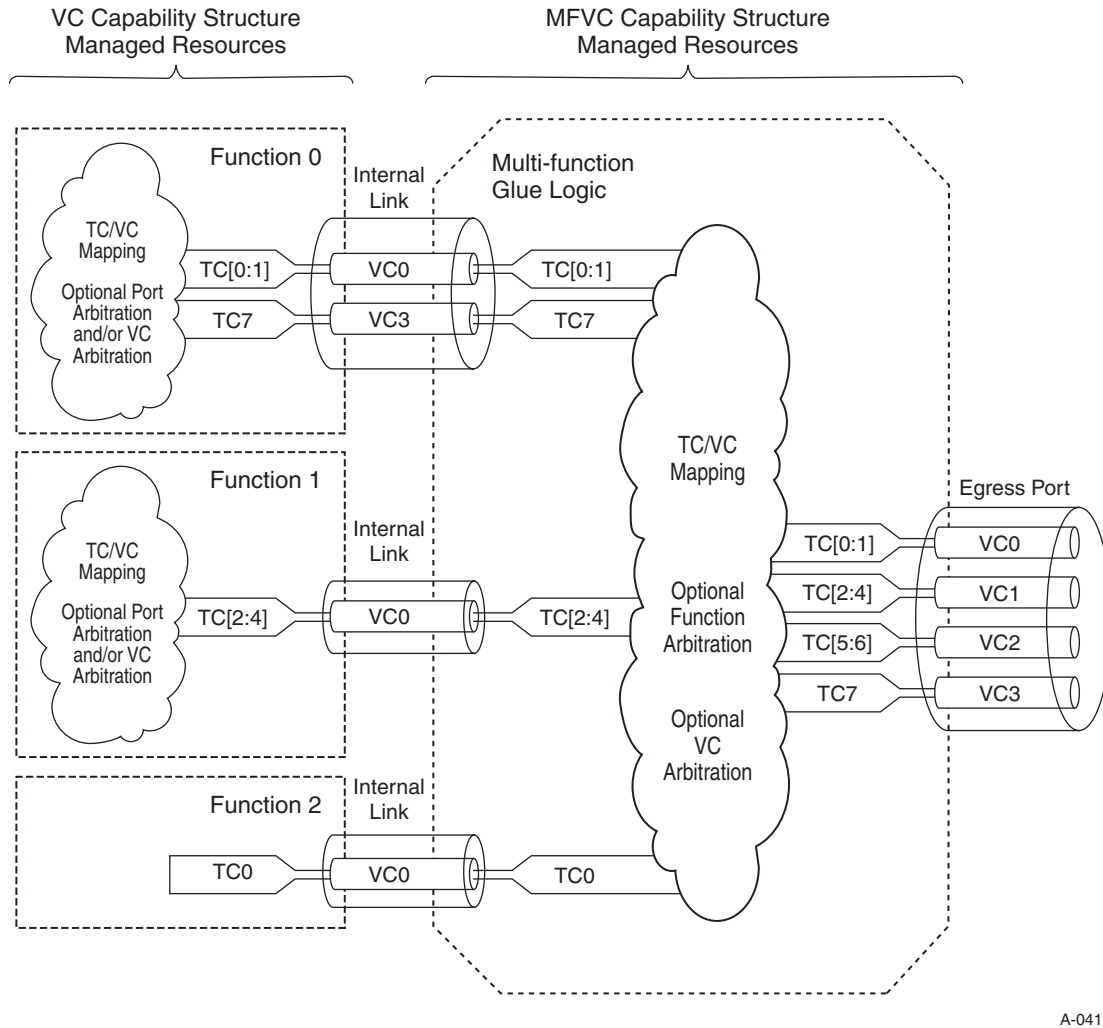 VC Capability Structure
Managed Resources
MFVC Capability Structure
Managed Resources
Function 0
TC/VC
Mapping
Optional Port
Arbitration
and/or VC
Arbitration
TC[0:1]
TC7
Internal
Link
VC0
VC3
Multi-function
Glue Logic
TC[0:1]
TC7
Function 1
TC/VC
Mapping
Optional Port
Arbitration
and/or VC
Arbitration
TC[2:4]
Internal
Link
VC0
TC[2:4]
Function 2
TC0
Internal
Link
VC0
TC0
TC/VC
Mapping
Optional
Function
Arbitration
Optional
VC
Arbitration
Egress Port
TC[0:1]
VC0
TC[2:4]
VC1
TC[5:6]
VC2
TC7
VC3
A-0411